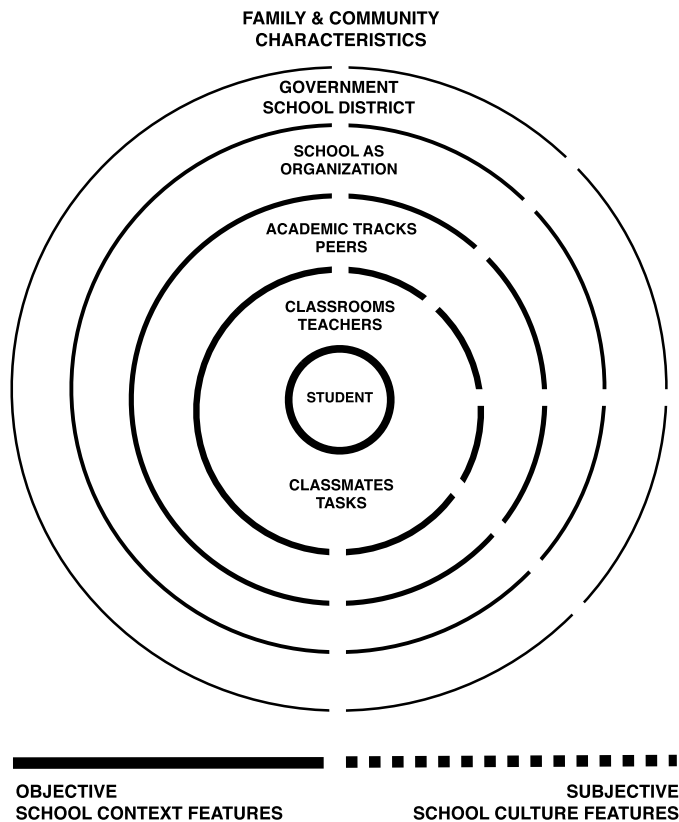 FAMILY & COMMUNITY
CHARACTERISTICS
GOVERNMENT
SCHOOL DISTRICT
SCHOOL AS
ORGANIZATION
ACADEMIC TRACKS
PEERS
CLASSROOMS
TEACHERS
STUDENT
CLASSMATES
TASKS
OBJECTIVE
SCHOOL CONTEXT FEATURES
SUBJECTIVE
SCHOOL CULTURE FEATURES